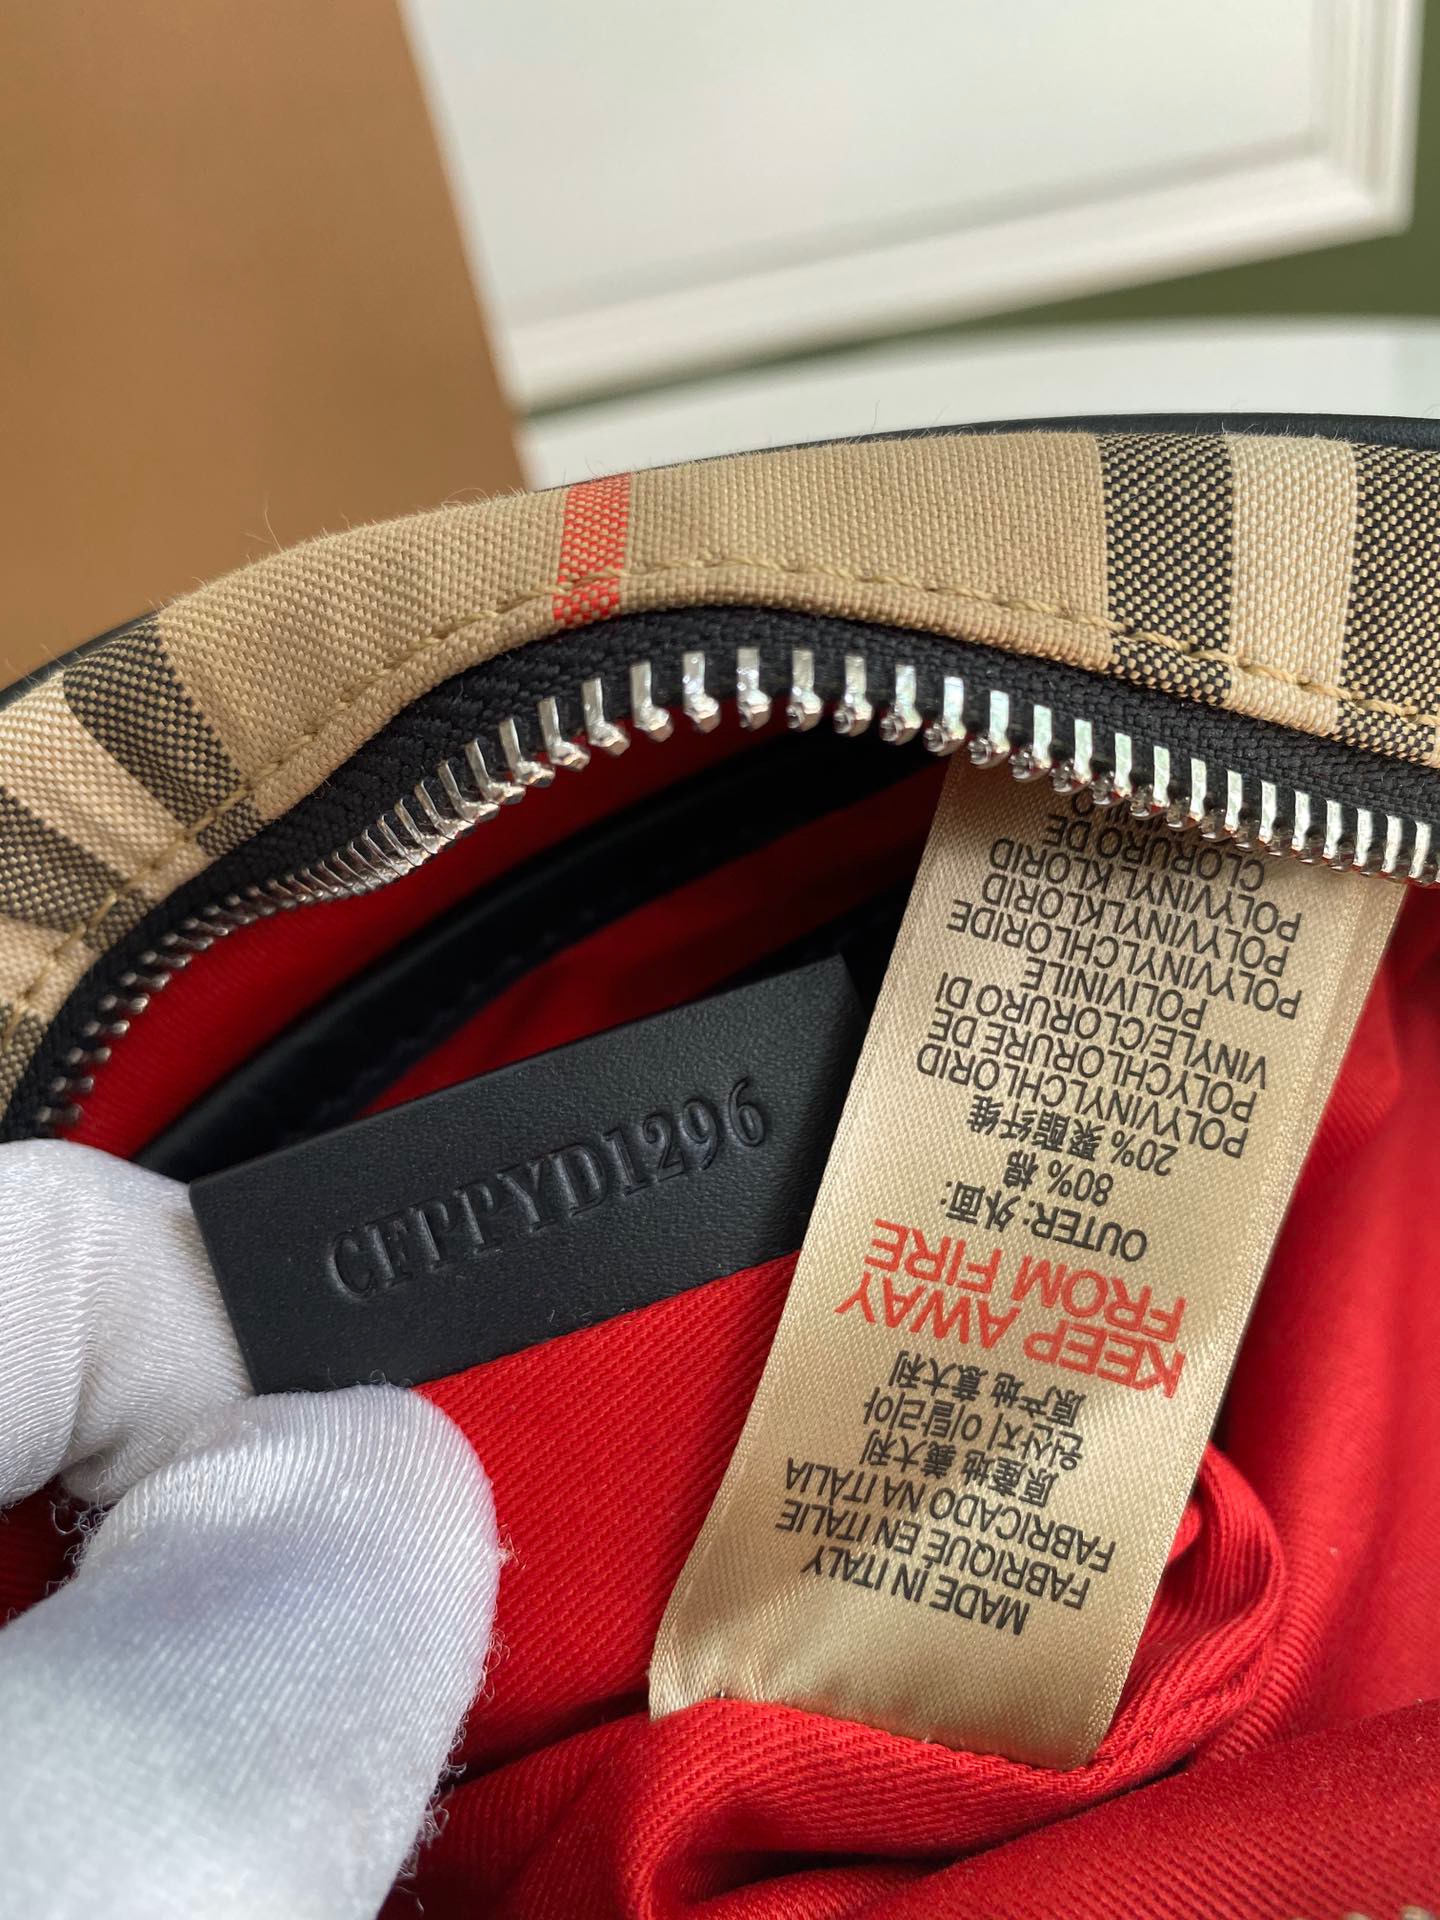 CFPPYD1296
MADE IN ITALY
FABRIQUÉ EN ITALIE
FABRICADO NA ITÁLIA
原產地 義大利
원산지 이탈리아
原产地 意大利
KEEP AWAY
FROM FIRE
OUTER: 外面:
80% 棉
20% 聚酯纤维
POLYVINYLCHLORID
POLYCHLORURE DE
VINYLE/CLORURO DI
POLIVINILE
POLYVINYLCHLORIDE
POLYVINYLKLORID
POLYVINYL KLORID
CLORURO DE